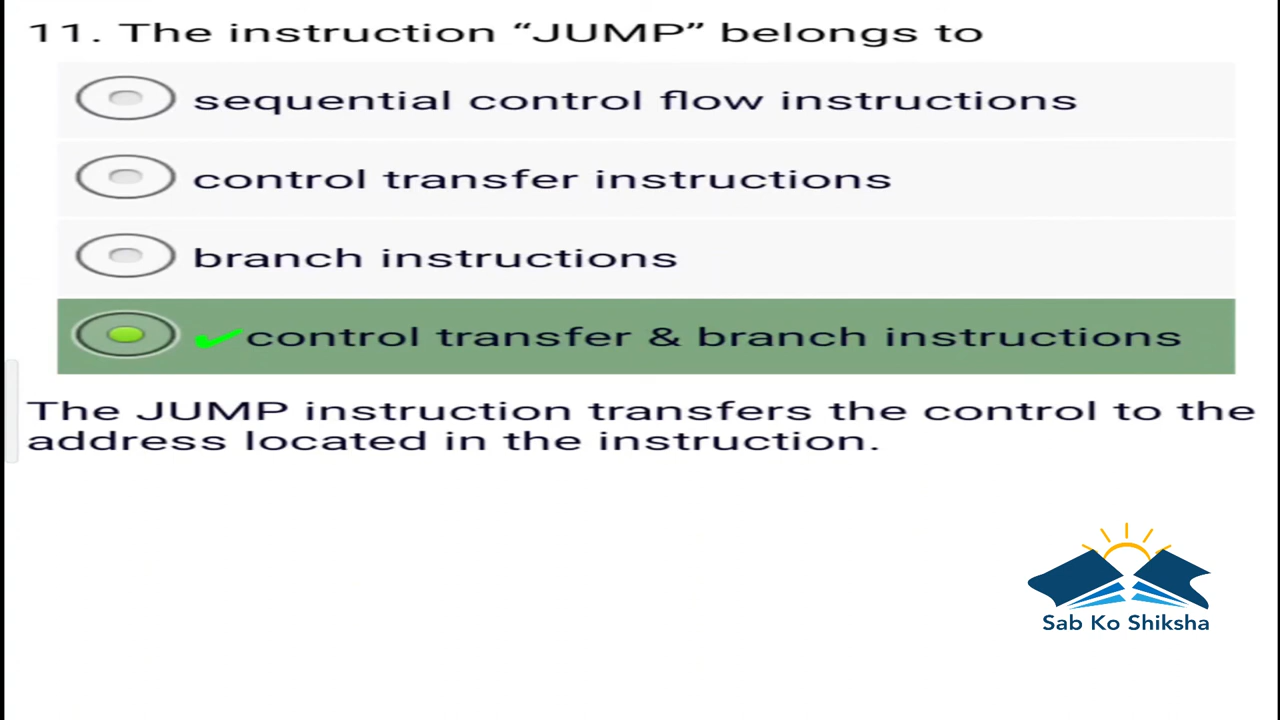 11. The instruction “JUMP” belongs to
sequential control flow instructions
control transfer instructions
branch instructions
control transfer & branch instructions
The JUMP instruction transfers the control to the
address located in the instruction.
Sab Ko Shiksha